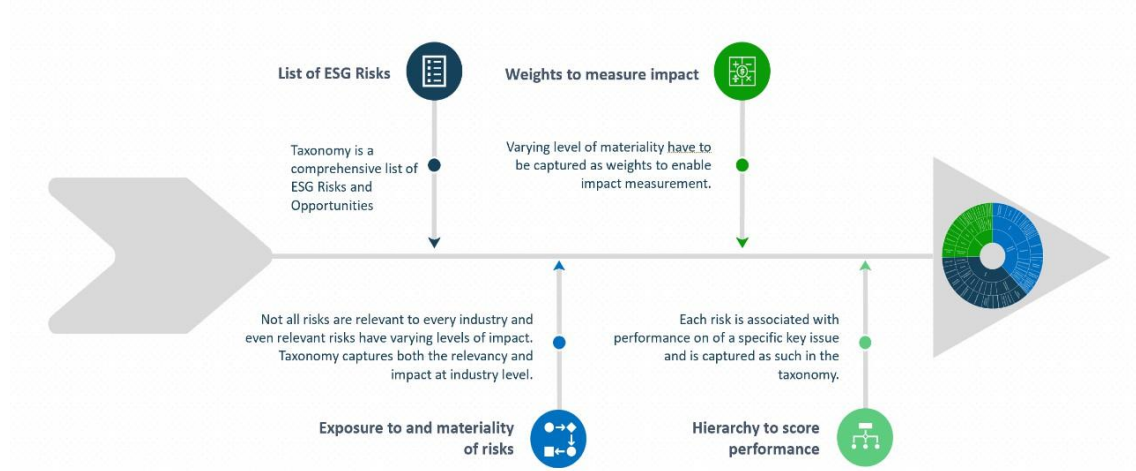 List of ESG Risks
Taxonomy is a
comprehensive list of
ESG Risks and
Opportunities
Weights to measure impact
Varying level of materiality have to
be captured as weights to enable
impact measurement.
Not all risks are relevant to every industry and
even relevant risks have varying levels of impact.
Taxonomy captures both the relevancy and
impact at industry level.
Exposure to and materiality
of risks
Each risk is associated with
performance on of a specific key issue
and is captured as such in the
taxonomy.
Hierarchy to score
performance